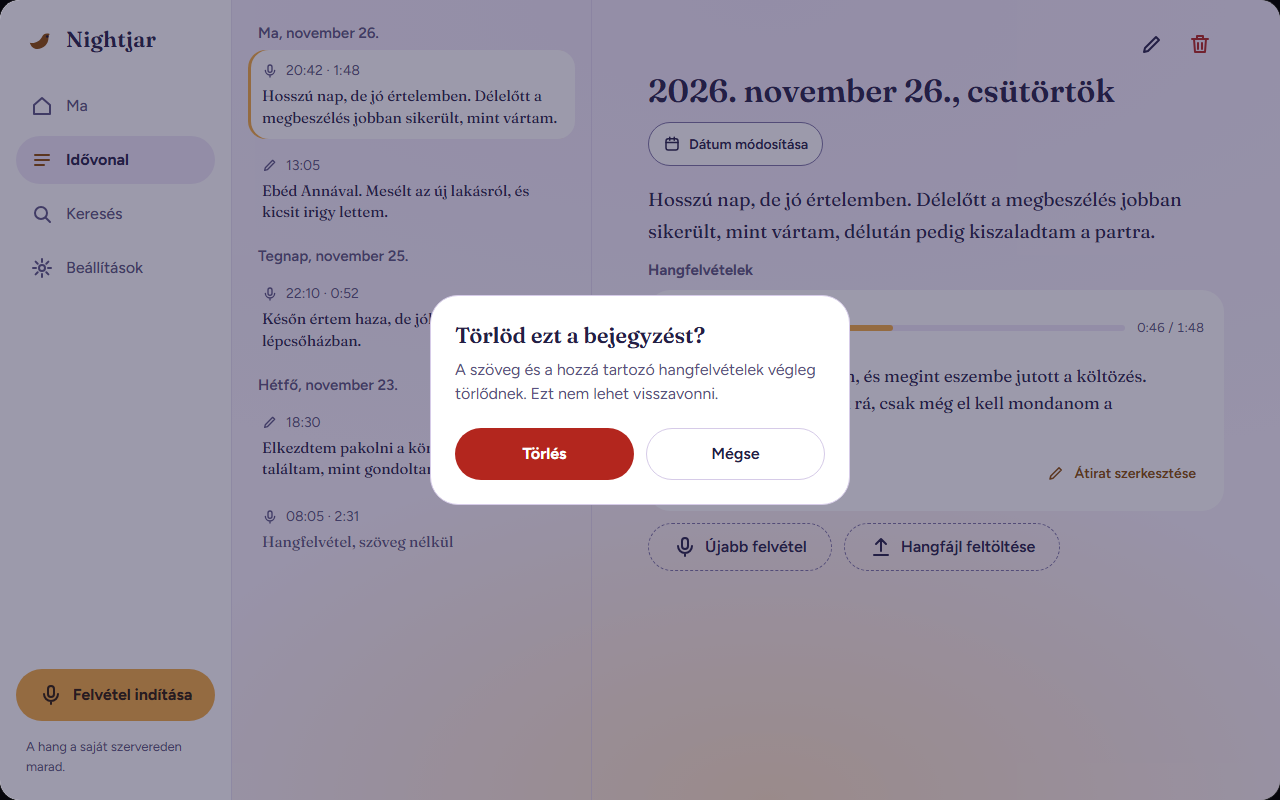 Nightjar
Ma
Idővonal
Keresés
Beállítások
Felvétel indítása
A hang a saját szervereden
marad.
Ma, november 26.
20:42 · 1:48
Hosszú nap, de jó értelemben. Délelőtt a
megbeszélés jobban sikerült, mint vártam.
13:05
Ebéd Annával. Mesélt az új lakásról, és
kicsit irigy lettem.
Tegnap, november 25.
22:10 · 0:52
Későn értem haza, de
lépcsőházban.
Hétfő, november 23.
18:30
Elkezdtem pakolni a
találtam, mint
08:05 · 2:31
Hangfelvétel, szöveg nélkül
2026. november 26., csütörtök
Dátum módosítása
Hosszú nap, de jó értelemben. Délelőtt a megbeszélés jobban
sikerült, mint vártam, délután pedig kiszaladtam a partra.
Hangfelvételek
0:46 / 1:48
és megint eszembe jutott a költözés.
rá, csak még el kell mondanom a
Átirat szerkesztése
Újabb felvétel
Hangfájl feltöltése
Törlöd ezt a bejegyzést?
A szöveg és a hozzá tartozó hangfelvételek végleg
törlődnek. Ezt nem lehet visszavonni.
Törlés
Mégse